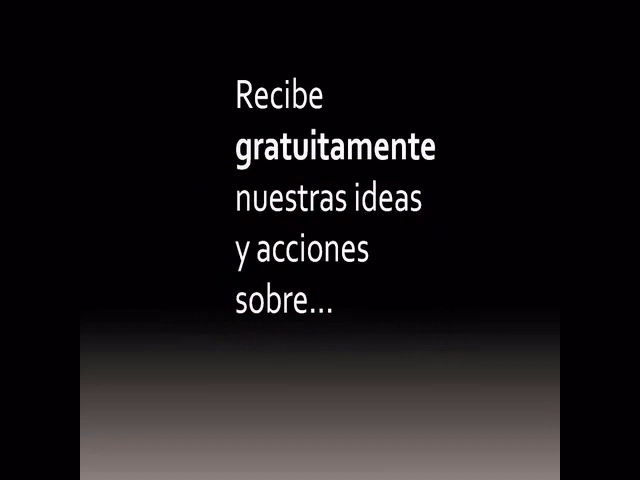 Recibe
gratuitamente
nuestras ideas
y acciones
sobre...